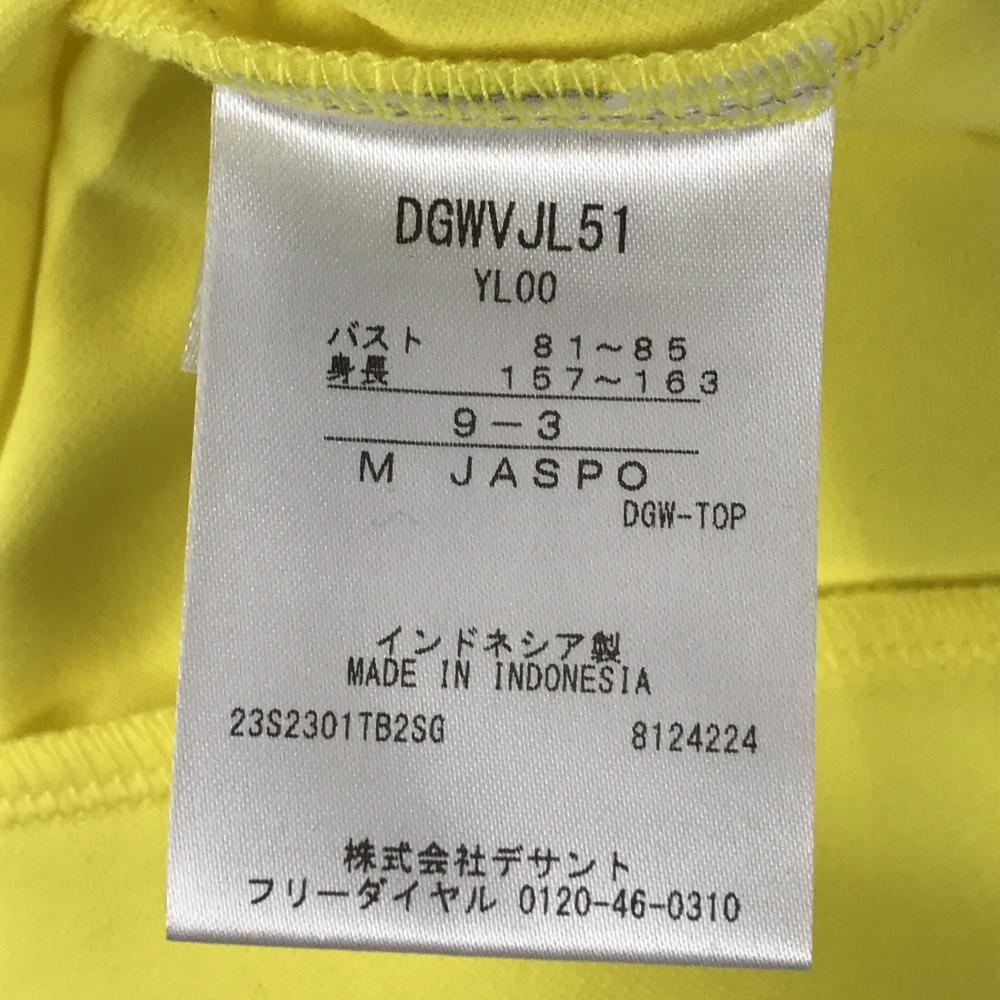 DGWVJL51
YL00
バスト 81～85
身長 157～163
9－3
M JASPO
DGW-TOP
インドネシア製
MADE IN INDONESIA
23S2301TB2SG 8124224
株式会社デサント
フリーダイヤル 0120-46-0310